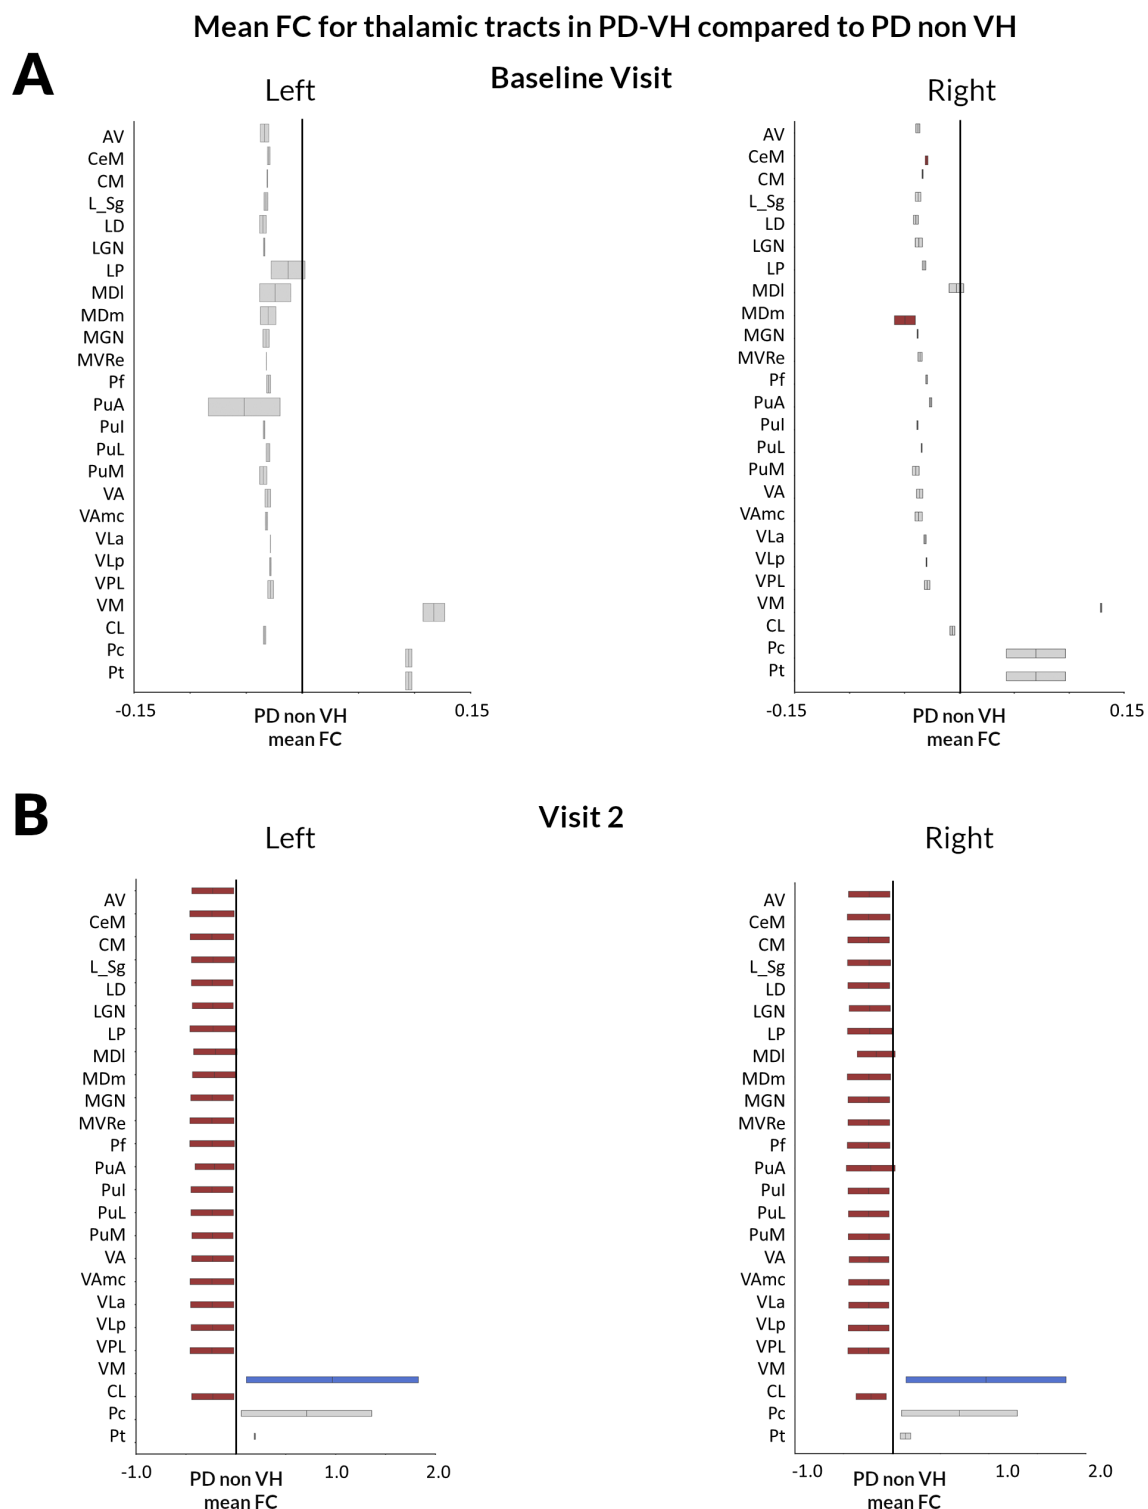 Mean FC for thalamic tracts in PD-VH compared to PD non VH
A
Baseline Visit
Left
Right
AV
CeM
CM
L_Sg
LD
LGN
LP
MDl
MDm
MGN
MVRe
Pf
PuA
PuI
PuL
PuM
VA
VAmc
VLa
VLp
VPL
VM
CL
Pc
Pt
-0.15
PD non VH
mean FC
0.15
AV
CeM
CM
L_Sg
LD
LGN
LP
MDl
MDm
MGN
MVRe
Pf
PuA
PuI
PuL
PuM
VA
VAmc
VLa
VLp
VPL
VM
CL
Pc
Pt
-0.15
PD non VH
mean FC
0.15
B
Visit 2
Left
Right
AV
CeM
CM
L_Sg
LD
LGN
LP
MDl
MDm
MGN
MVRe
Pf
PuA
PuI
PuL
PuM
VA
VAmc
VLa
VLp
VPL
VM
CL
Pc
Pt
-1.0
PD non VH
mean FC
1.0
2.0
AV
CeM
CM
L_Sg
LD
LGN
LP
MDl
MDm
MGN
MVRe
Pf
PuA
PuI
PuL
PuM
VA
VAmc
VLa
VLp
VPL
VM
CL
Pc
Pt
-1.0
PD non VH
mean FC
1.0
2.0